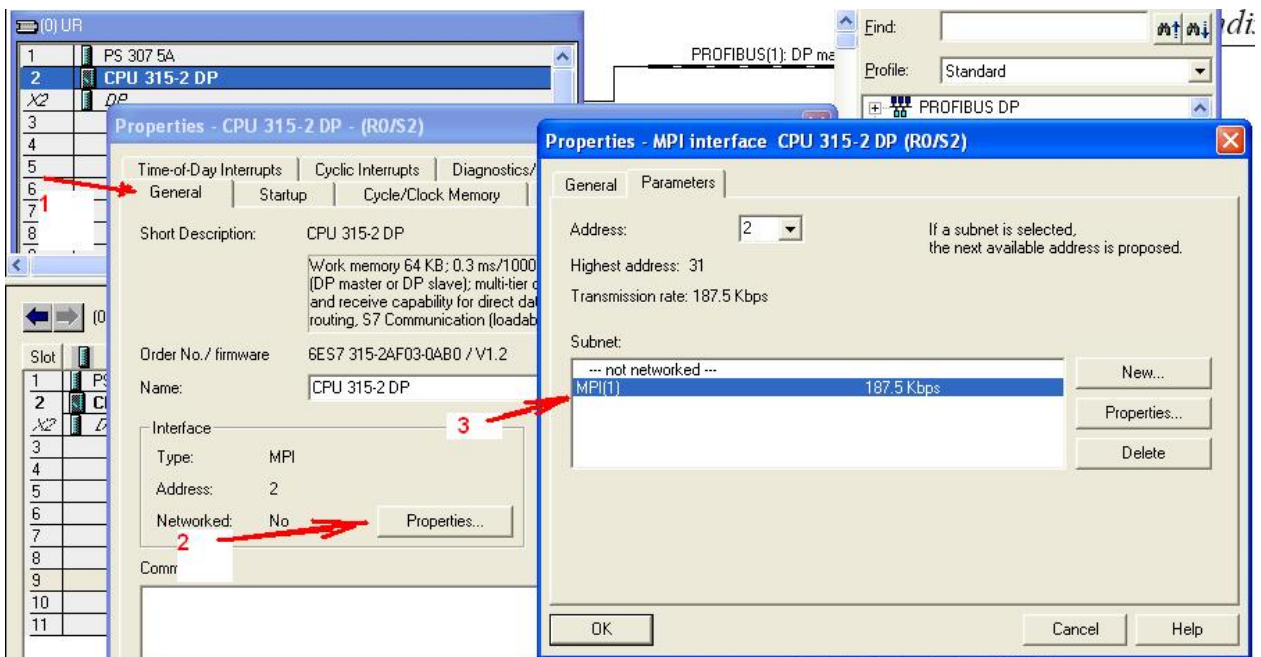 (0) UR
1 PS 307 5A
2 CPU 315-2 DP
X2 DP
3
4
5
6
7
8
1
PROFIBUS(1): DP ma
Find:
Profile: Standard
PROFIBUS DP
Properties - CPU 315-2 DP - (R0/S2)
Time-of-Day Interrupts Cyclic Interrupts Diagnostics/
General Startup Cycle/Clock Memory
Short Description: CPU 315-2 DP
Work memory 64 KB; 0.3 ms/1000
(DP master or DP slave); multi-tier
and receive capability for direct da
routing, S7 Communication (loadab
Order No./ firmware 6ES7 315-2AF03-0AB0 / V1.2
Name: CPU 315-2 DP
Interface
Type: MPI
Address: 2
Networked: No
Properties...
2
Comm
(0
Slot
1 PS
2 C
X2 D
3
4
5
6
7
8
9
10
11
Properties - MPI interface CPU 315-2 DP (R0/S2)
General Parameters
Address: 2
If a subnet is selected,
the next available address is proposed.
Highest address: 31
Transmission rate: 187.5 Kbps
Subnet:
--- not networked ---
MPI(1) 187.5 Kbps
3
New...
Properties...
Delete
OK Cancel Help